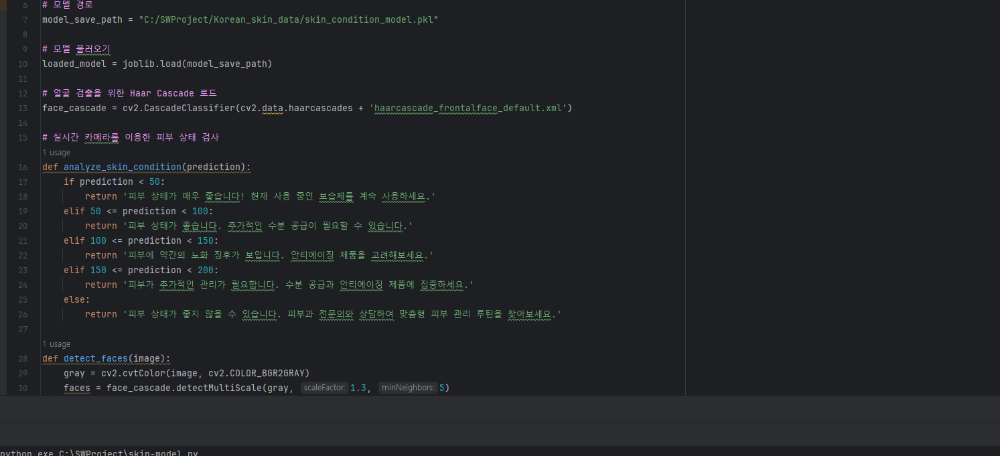 6 # 모델 경로
7 model_save_path = "C:/SWProject/Korean_skin_data/skin_condition_model.pkl"
8
9 # 모델 불러오기
10 loaded_model = joblib.load(model_save_path)
11
12 # 얼굴 검출을 위한 Haar Cascade 로드
13 face_cascade = cv2.CascadeClassifier(cv2.data.haarcascades + 'haarcascade_frontalface_default.xml')
14
15 # 실시간 카메라를 이용한 피부 상태 검사
1 usage
16 def analyze_skin_condition(prediction):
17 if prediction < 50:
18 return '피부 상태가 매우 좋습니다! 현재 사용 중인 보습제를 계속 사용하세요.'
19 elif 50 <= prediction < 100:
20 return '피부 상태가 좋습니다. 추가적인 수분 공급이 필요할 수 있습니다.'
21 elif 100 <= prediction < 150:
22 return '피부에 약간의 노화 징후가 보입니다. 안티에이징 제품을 고려해보세요.'
23 elif 150 <= prediction < 200:
24 return '피부가 추가적인 관리가 필요합니다. 수분 공급과 안티에이징 제품에 집중하세요.'
25 else:
26 return '피부 상태가 좋지 않을 수 있습니다. 피부과 전문의와 상담하여 맞춤형 피부 관리 루틴을 찾아보세요.'
27
1 usage
28 def detect_faces(image):
29 gray = cv2.cvtColor(image, cv2.COLOR_BGR2GRAY)
30 faces = face_cascade.detectMultiScale(gray, scaleFactor: 1.3, minNeighbors: 5)
python.exe C:\SWProject\skin-model.py